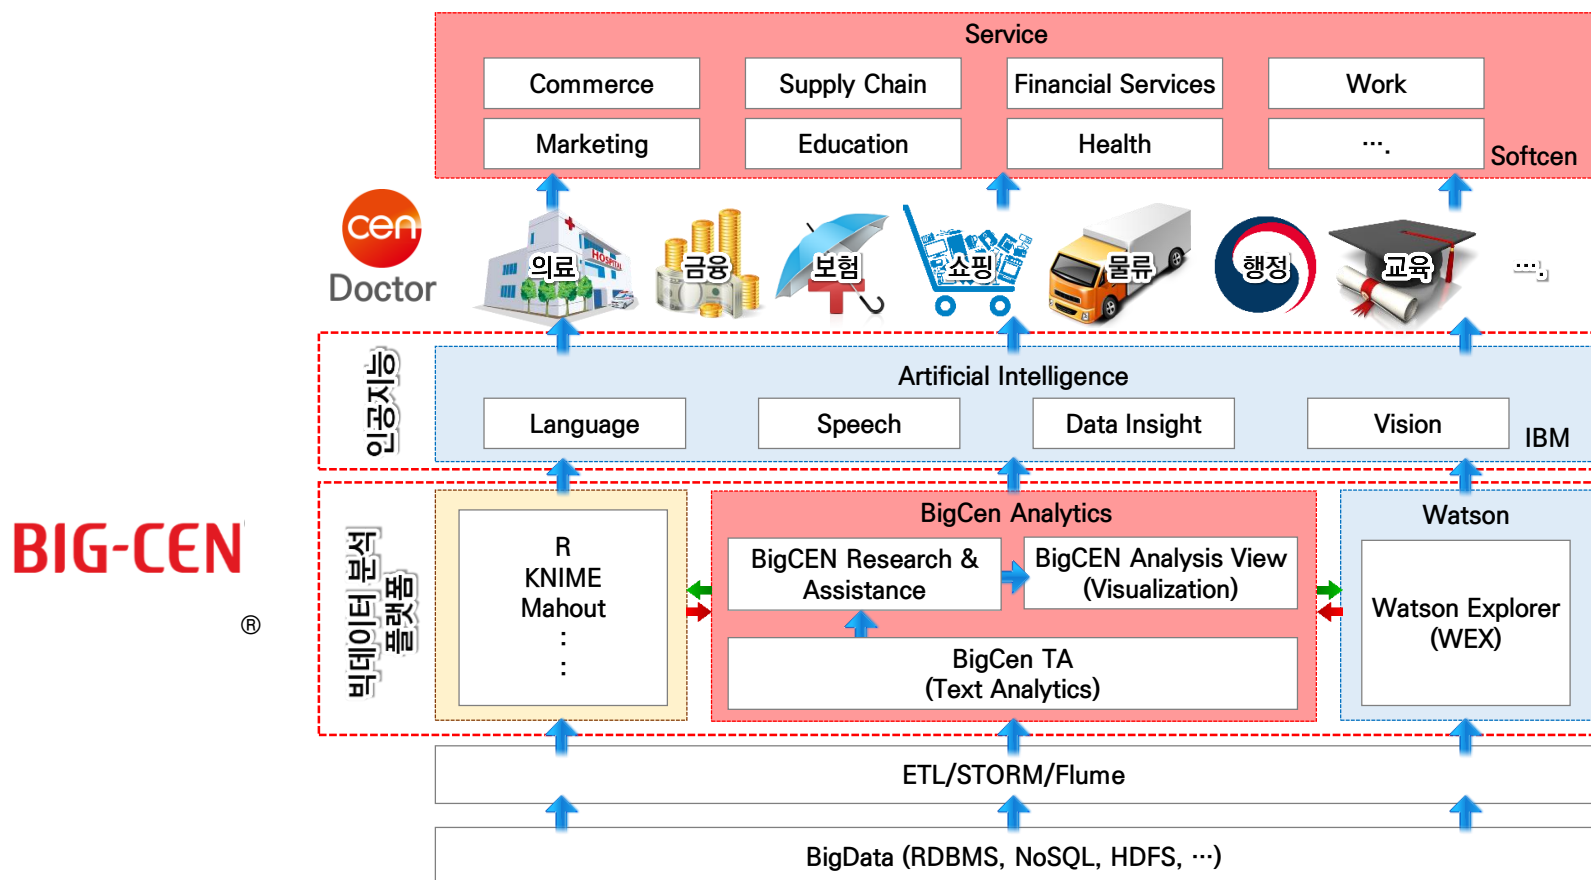 Service
Commerce
Supply Chain
Financial Services
Work
Marketing
Education
Health
….
Softcen
cen
Doctor
HOSPITAL
의료
금융
보험
쇼핑
물류
행정
교육
….
인공지능
Artificial Intelligence
Language
Speech
Data Insight
Vision
IBM
BIG-CEN
®
빅데이터 분석
플랫폼
R
KNIME
Mahout
:
:
BigCen Analytics
BigCEN Research &
Assistance
BigCEN Analysis View
(Visualization)
BigCen TA
(Text Analytics)
Watson
Watson Explorer
(WEX)
ETL/STORM/Flume
BigData (RDBMS, NoSQL, HDFS, …)